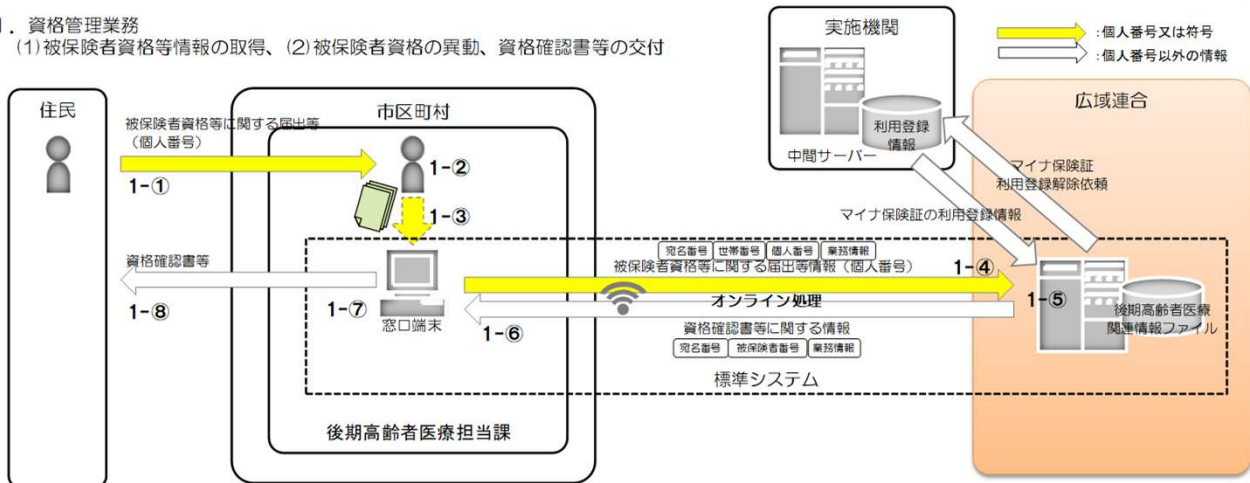 1．資格管理業務
(1)被保険者資格等情報の取得、(2)被保険者資格の異動、資格確認書等の交付
:個人番号又は符号
:個人番号以外の情報
住民
被保険者資格等に関する届出等
（個人番号）
1-①
資格確認書等
1-⑧
市区町村
1-②
1-③
1-⑦
窓口端末
後期高齢者医療担当課
実施機関
利用登録
情報
中間サーバー
マイナ保険証
利用登録解除依頼
マイナ保険証の利用登録情報
宛名番号 世帯番号 個人番号 業務情報
被保険者資格等に関する届出等情報（個人番号）
1-④
オンライン処理
1-⑥
資格確認書等に関する情報
宛名番号 被保険者番号 業務情報
標準システム
広域連合
1-⑤
後期高齢者医療
関連情報ファイル